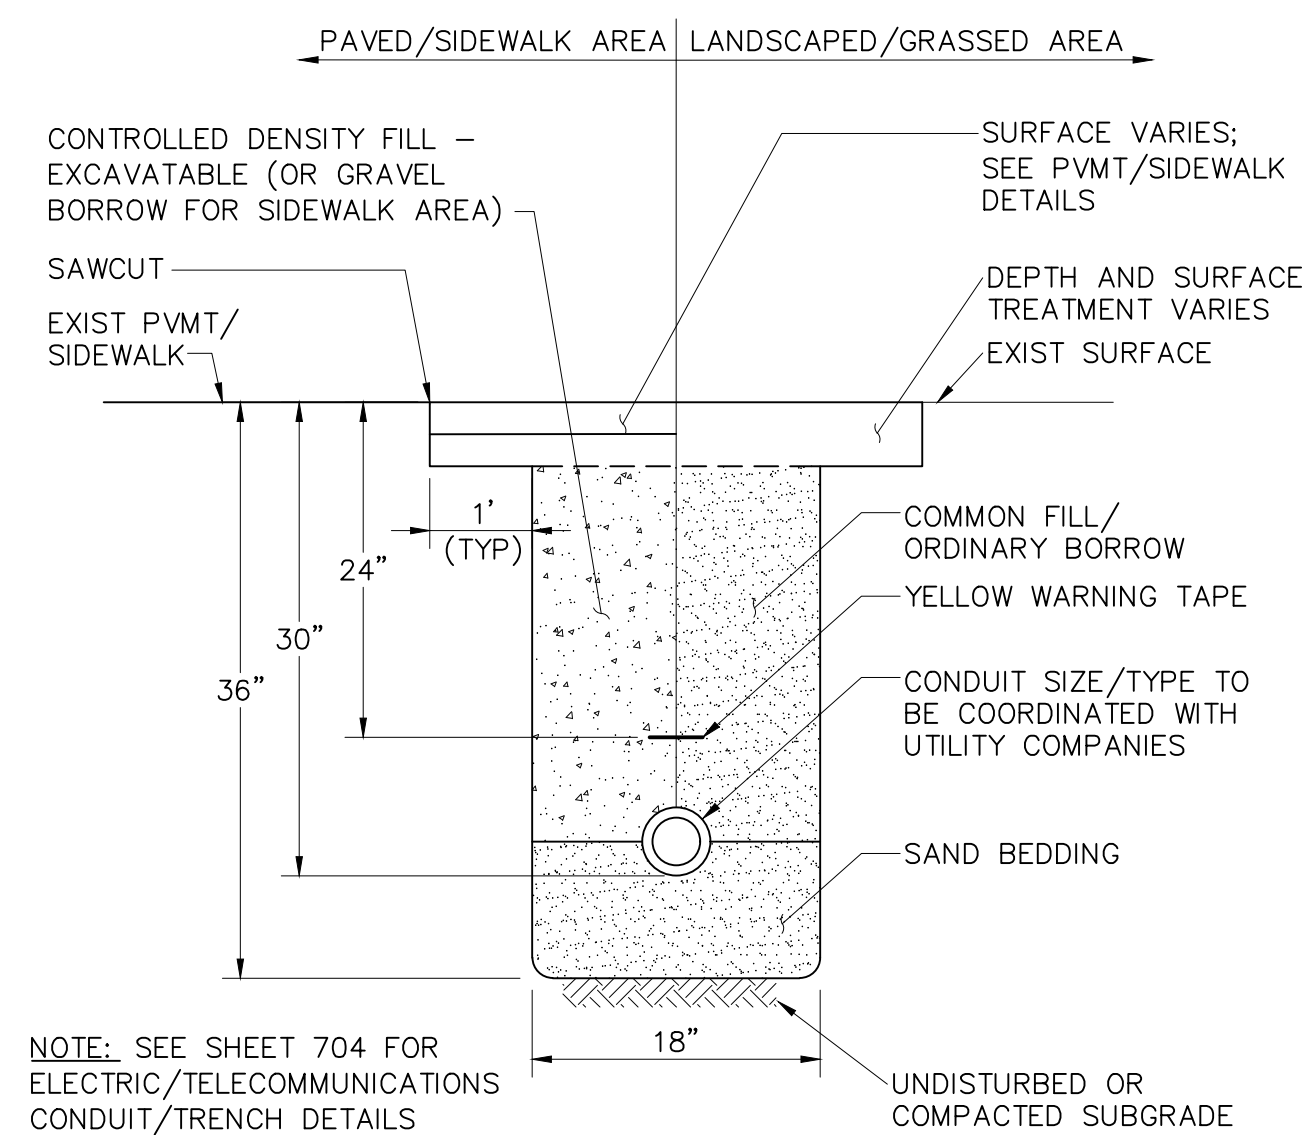 PAVED/SIDEWALK AREA
LANDSCAPED/GRASSED AREA
CONTROLLED DENSITY FILL –
EXCAVATABLE (OR GRAVEL
BORROW FOR SIDEWALK AREA)
SAWCUT
EXIST PVMT/
SIDEWALK
SURFACE VARIES;
SEE PVMT/SIDEWALK
DETAILS
DEPTH AND SURFACE
TREATMENT VARIES
EXIST SURFACE
1'
(TYP)
24"
30"
36"
COMMON FILL/
ORDINARY BORROW
YELLOW WARNING TAPE
CONDUIT SIZE/TYPE TO
BE COORDINATED WITH
UTILITY COMPANIES
SAND BEDDING
18"
NOTE: SEE SHEET 704 FOR
ELECTRIC/TELECOMMUNICATIONS
CONDUIT/TRENCH DETAILS
UNDISTURBED OR
COMPACTED SUBGRADE